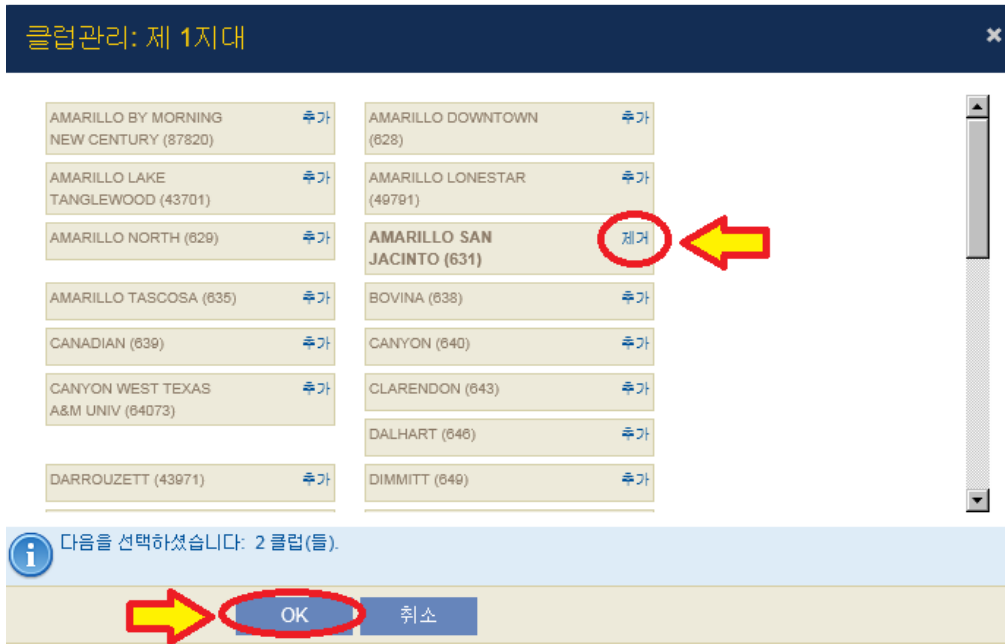 클럽관리: 제 1지대
×
AMARILLO BY MORNING
NEW CENTURY (87820)
추가
AMARILLO DOWNTOWN
(628)
추가
AMARILLO LAKE
TANGLEWOOD (43701)
추가
AMARILLO LONESTAR
(49791)
추가
AMARILLO NORTH (629)
추가
AMARILLO SAN
JACINTO (631)
제거
AMARILLO TASCOSA (635)
추가
BOVINA (638)
추가
CANADIAN (639)
추가
CANYON (640)
추가
CANYON WEST TEXAS
A&M UNIV (64073)
추가
CLARENDON (643)
추가
DALHART (646)
추가
DARROUZETT (43971)
추가
DIMMITT (649)
추가
다음을 선택하셨습니다: 2 클럽(들).
OK
취소